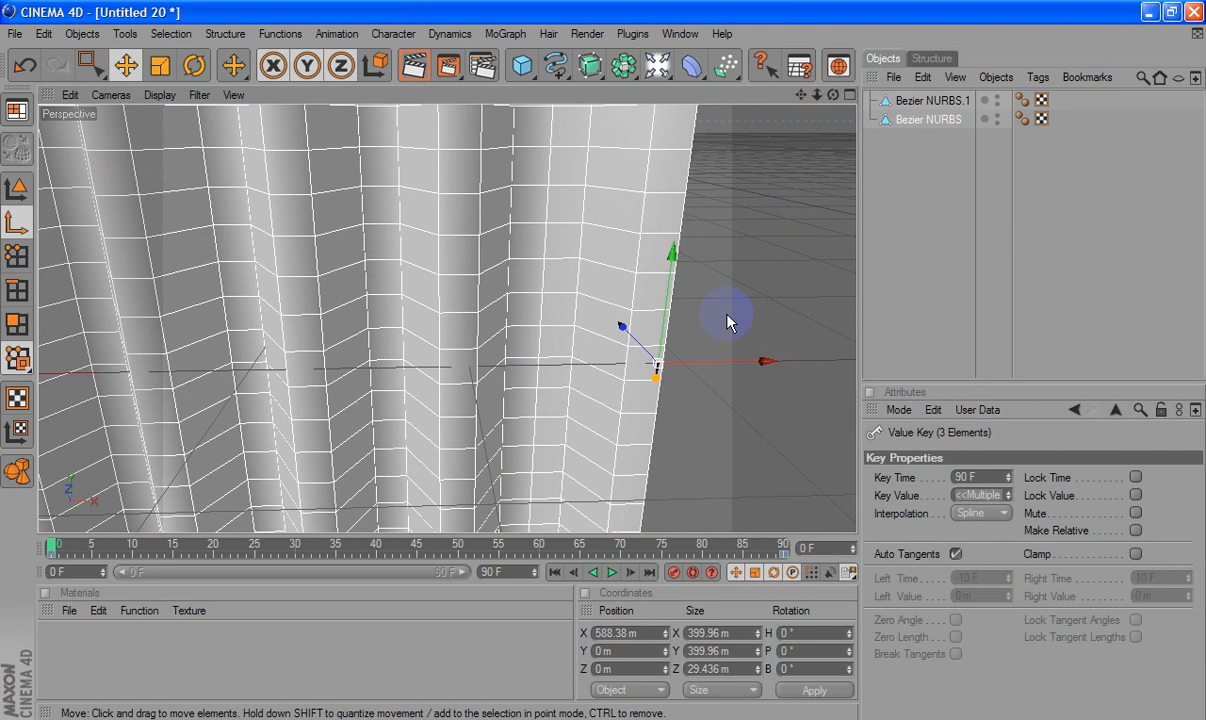 CINEMA 4D - [Untitled 20 *]
File Edit Objects Tools Selection Structure Functions Animation Character Dynamics MoGraph Hair Render Plugins Window Help
X Y Z
Objects Structure
File Edit View Objects Tags Bookmarks
Edit Cameras Display Filter View
Perspective
Bezier NURBS.1
Bezier NURBS
Attributes
Mode Edit User Data
Value Key (3 Elements)
Key Properties
Key Time 90 F Lock Time
Key Value <<Multiple Lock Value
Interpolation Spline Mute
Make Relative
Auto Tangents Clamp
Left Time -10 F Right Time 10 F
Left Value 0 m Right Value 0 m
Zero Angle Lock Tangent Angles
Zero Length Lock Tangent Lengths
Break Tangents
Y
Z X
0 5 10 15 20 25 30 35 40 45 50 55 60 65 70 75 80 85 90 0 F
0 F 0 F 90 F 90 F
Materials
File Edit Function Texture
Coordinates
Position Size Rotation
X 588.38 m X 399.96 m H 0 °
Y 0 m Y 399.96 m P 0 °
Z 0 m Z 29.436 m B 0 °
Object Size Apply
MAXON
CINEMA 4D
Move: Click and drag to move elements. Hold down SHIFT to quantize movement / add to the selection in point mode, CTRL to remove.